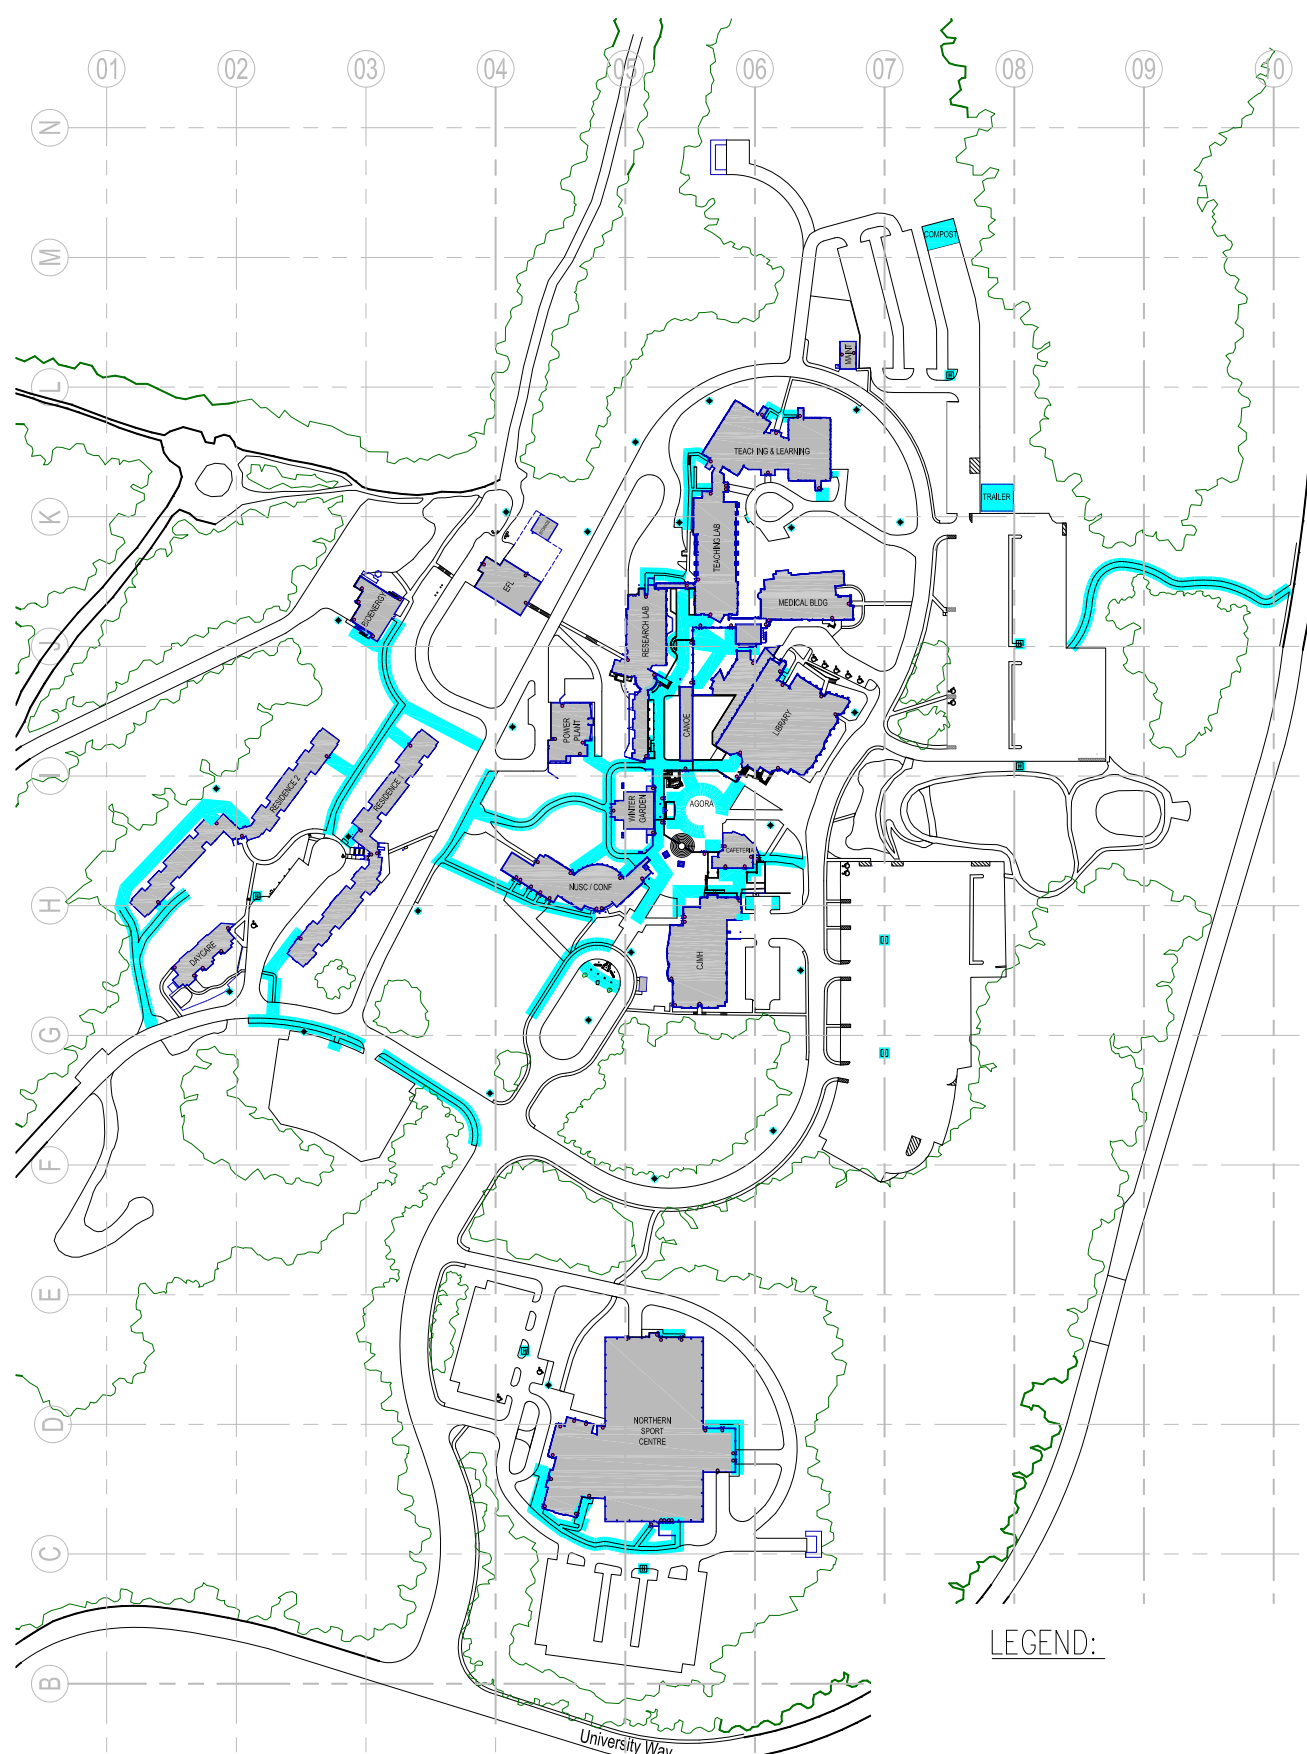 01 02 03 04 05 06 07 08 09 10
N
M
COMPOST
MAINT
L
TEACHING & LEARNING
K
TRAILER
TEACHING LAB
EFL
BIOENERGY
MEDICAL BLDG
RESEARCH LAB
J
POWER
PLANT
CANOE
LIBRARY
I
RESIDENCE 2
RESIDENCE 1
WINTER
GARDEN
AGORA
CAFETERIA
NUSC / CONF
H
DAYCARE
CJMH
G
F
E
NORTHERN
SPORT
CENTRE
D
C
LEGEND:
B
University Way